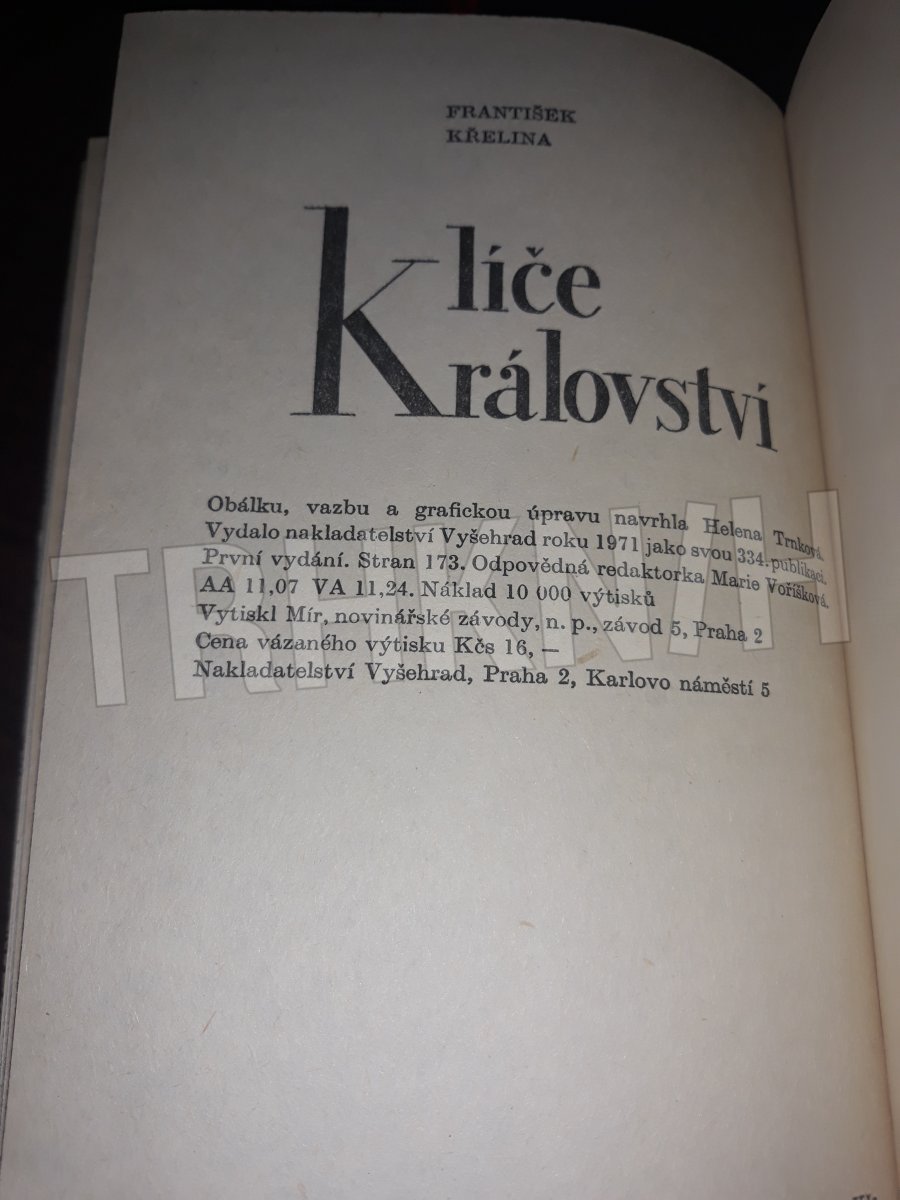 FRANTIŠEK
KŘELINA
Klíče
Království
Obálku, vazbu a grafickou úpravu navrhla Helena Trnková.
Vydalo nakladatelství Vyšehrad roku 1971 jako svou 334. publikaci.
První vydání. Stran 173. Odpovědná redaktorka Marie Voříšková.
AA 11,07 VA 11,24. Náklad 10 000 výtisků
Vytiskl Mír, novinářské závody, n. p., závod 5, Praha 2
Cena vázaného výtisku Kčs 16, —
Nakladatelství Vyšehrad, Praha 2, Karlovo náměstí 5